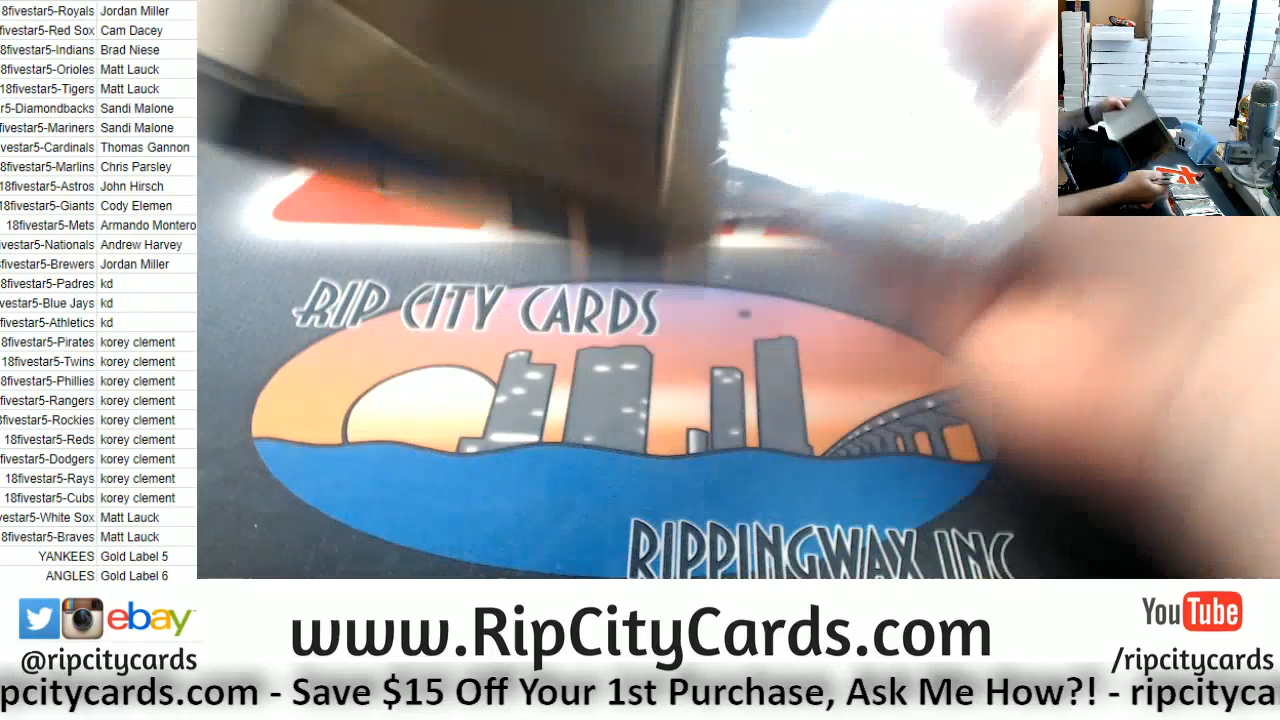 8fivestar5-Royals Jordan Miller
fivestar5-Red Sox Cam Dacey
8fivestar5-Indians Brad Niese
8fivestar5-Orioles Matt Lauck
18fivestar5-Tigers Matt Lauck
r5-Diamondbacks Sandi Malone
fivestar5-Mariners Sandi Malone
vestar5-Cardinals Thomas Gannon
8fivestar5-Marlins Chris Parsley
18fivestar5-Astros John Hirsch
18fivestar5-Giants Cody Elemen
18fivestar5-Mets Armando Montero
vestar5-Nationals Andrew Harvey
fivestar5-Brewers Jordan Miller
8fivestar5-Padres kd
vestar5-Blue Jays kd
fivestar5-Athletics kd
8fivestar5-Pirates korey clement
18fivestar5-Twins korey clement
8fivestar5-Phillies korey clement
8fivestar5-Rangers korey clement
8fivestar5-Rockies korey clement
18fivestar5-Reds korey clement
8fivestar5-Dodgers korey clement
18fivestar5-Rays korey clement
18fivestar5-Cubs korey clement
vestar5-White Sox Matt Lauck
8fivestar5-Braves Matt Lauck
YANKEES Gold Label 5
ANGLES Gold Label 6
RIP CITY CARDS
RIPPINGWAX INC
ebay
@ripcitycards
www.RipCityCards.com
YouTube
/ripcitycards
pcitycards.com - Save $15 Off Your 1st Purchase, Ask Me How?! - ripcityca